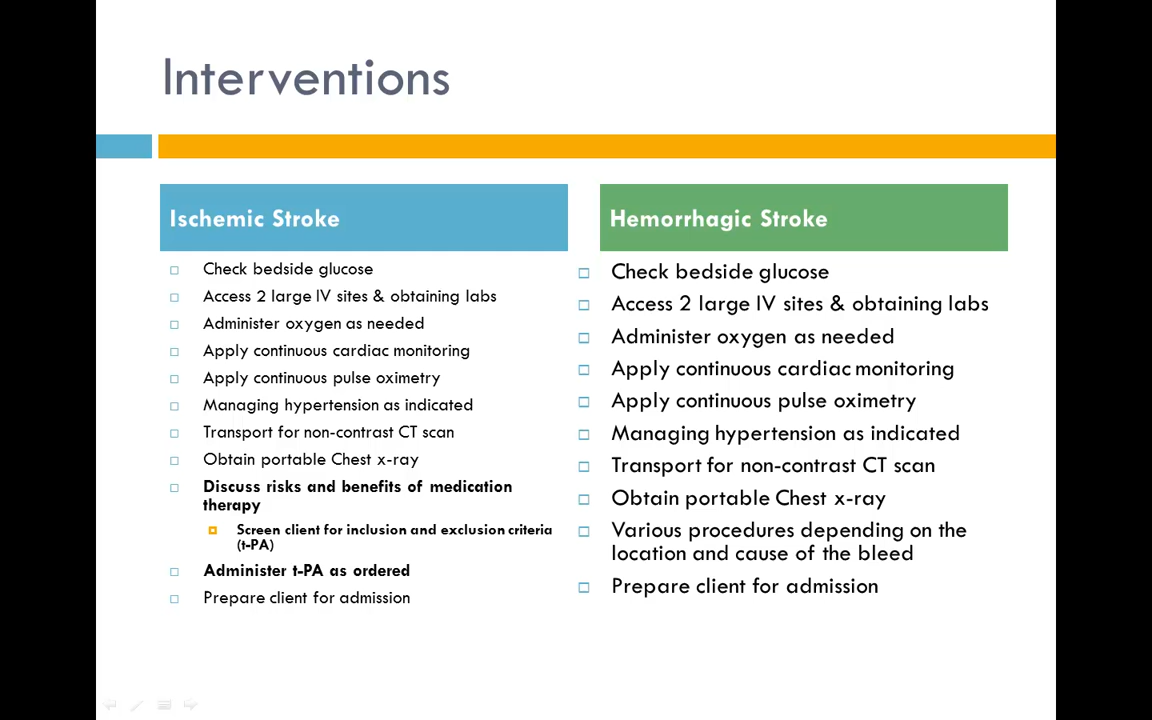 Interventions
Ischemic Stroke
Check bedside glucose
Access 2 large IV sites & obtaining labs
Administer oxygen as needed
Apply continuous cardiac monitoring
Apply continuous pulse oximetry
Managing hypertension as indicated
Transport for non-contrast CT scan
Obtain portable Chest x-ray
Discuss risks and benefits of medication
therapy
Screen client for inclusion and exclusion criteria
(t-PA)
Administer t-PA as ordered
Prepare client for admission
Hemorrhagic Stroke
Check bedside glucose
Access 2 large IV sites & obtaining labs
Administer oxygen as needed
Apply continuous cardiac monitoring
Apply continuous pulse oximetry
Managing hypertension as indicated
Transport for non-contrast CT scan
Obtain portable Chest x-ray
Various procedures depending on the
location and cause of the bleed
Prepare client for admission